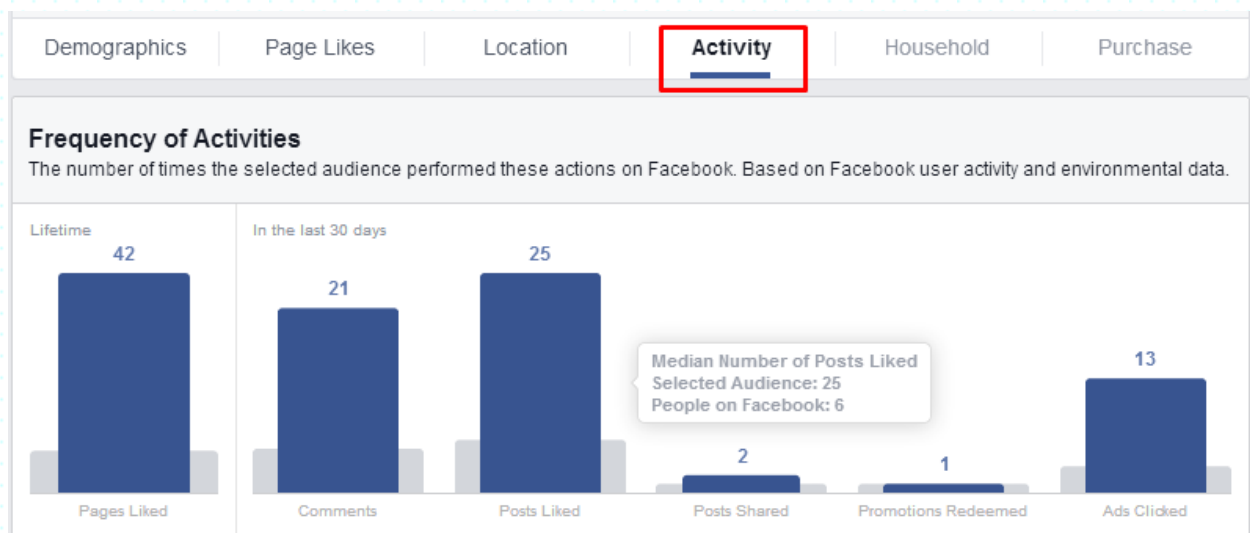 Demographics
Page Likes
Location
Activity
Household
Purchase
Frequency of Activities
The number of times the selected audience performed these actions on Facebook. Based on Facebook user activity and environmental data.
Lifetime
In the last 30 days
42
21
25
2
1
13
Median Number of Posts Liked
Selected Audience: 25
People on Facebook: 6
Pages Liked
Comments
Posts Liked
Posts Shared
Promotions Redeemed
Ads Clicked